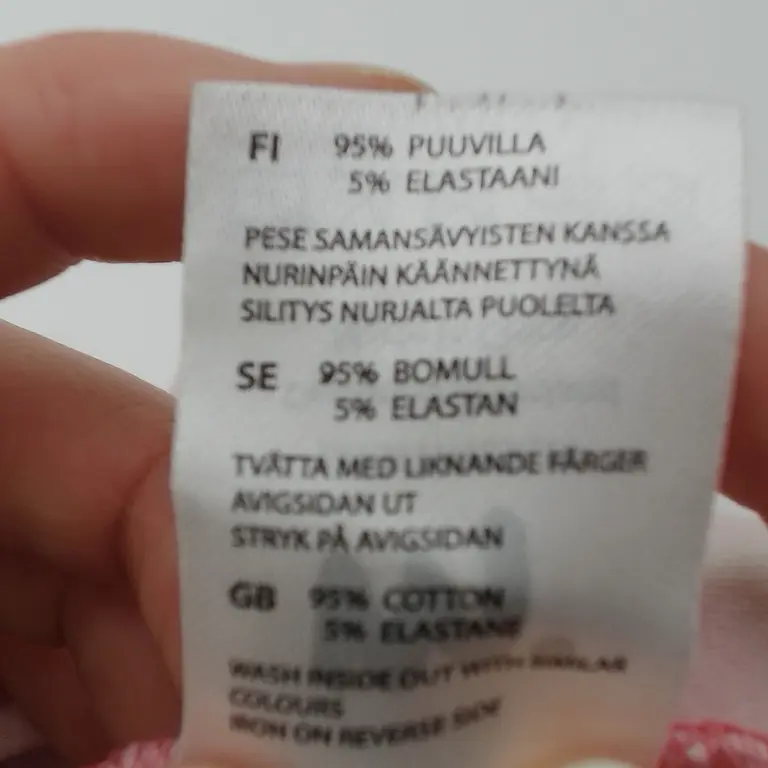 FI 95% PUUVILLA
5% ELASTAANI
PESE SAMANSÄVYISTEN KANSSA
NURINPÄIN KÄÄNNETTYNÄ
SILITYS NURJALTA PUOLELTA
SE 95% BOMULL
5% ELASTAN
TVÄTTA MED LIKNANDE FÄRGER
AVIGSIDAN UT
STRYK PÅ AVIGSIDAN
GB 95% COTTON
5% ELASTANE
WASH INSIDE OUT WITH SIMILAR
COLOURS
IRON ON REVERSE SIDE